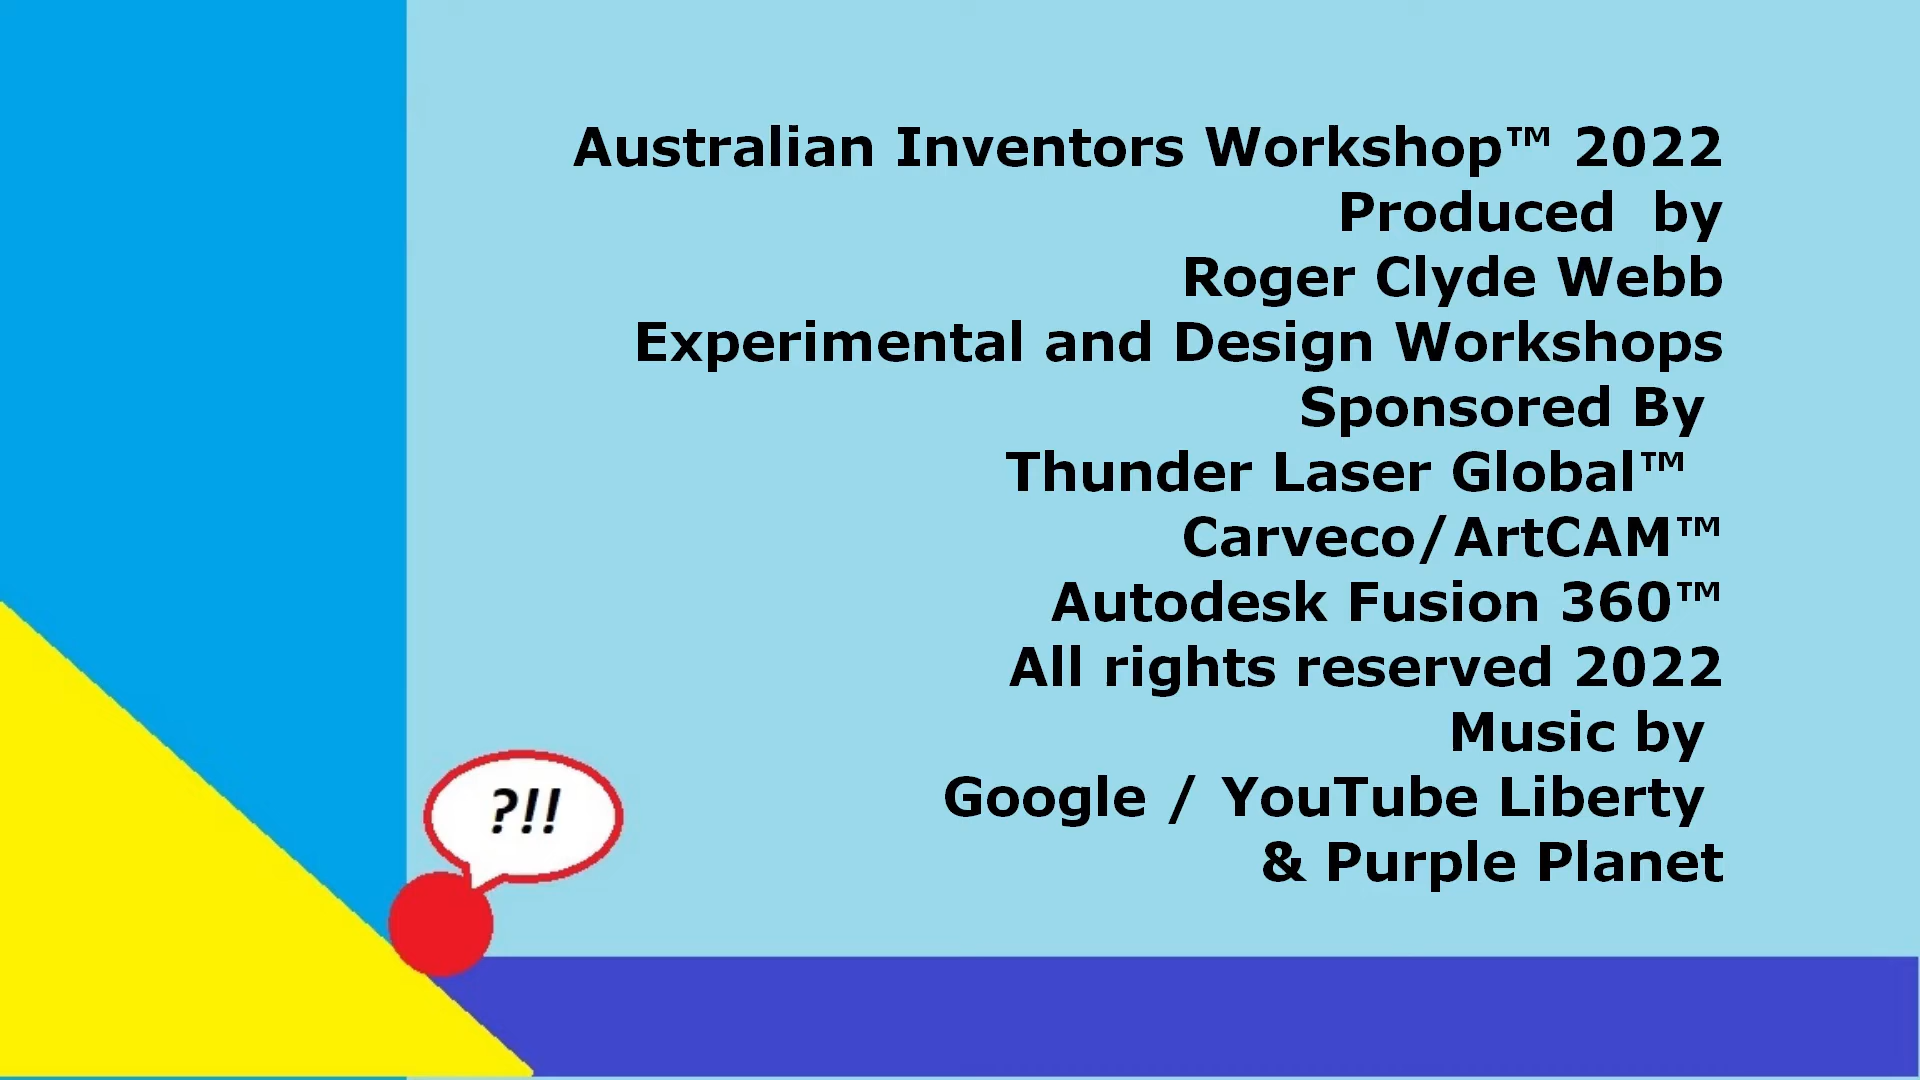 Australian Inventors Workshop™ 2022
Produced by
Roger Clyde Webb
Experimental and Design Workshops
Sponsored By
Thunder Laser Global™
Carveco/ArtCAM™
Autodesk Fusion 360™
All rights reserved 2022
Music by
Google / YouTube Liberty
& Purple Planet
?!!